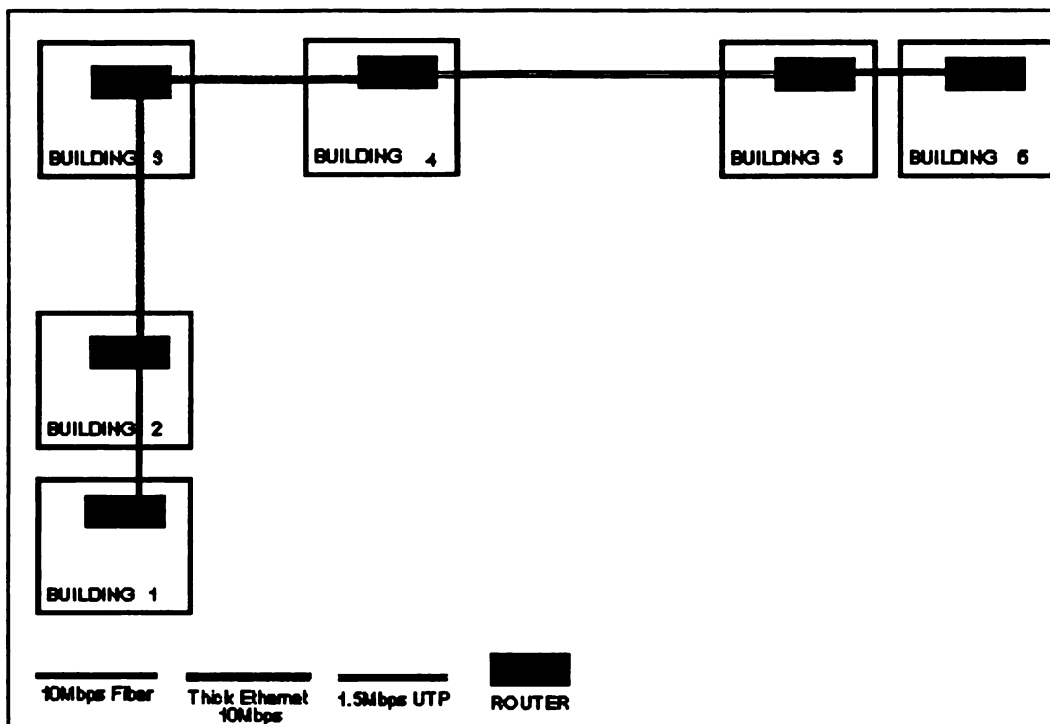 BUILDING 3
BUILDING 4
BUILDING 5
BUILDING 6
BUILDING 2
BUILDING 1
10Mbps Fiber
Thick Ethernet
10Mbps
1.5Mbps UTP
ROUTER